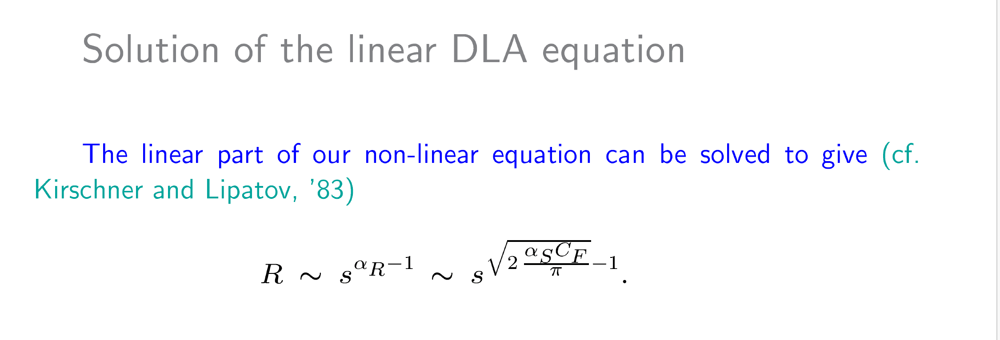 Solution of the linear DLA equation
The linear part of our non-linear equation can be solved to give (cf.
Kirschner and Lipatov, ’83)
$R \sim s^{\alpha_R - 1} \sim s^{\sqrt{2 \frac{\alpha_S C_F}{\pi}} - 1}.$